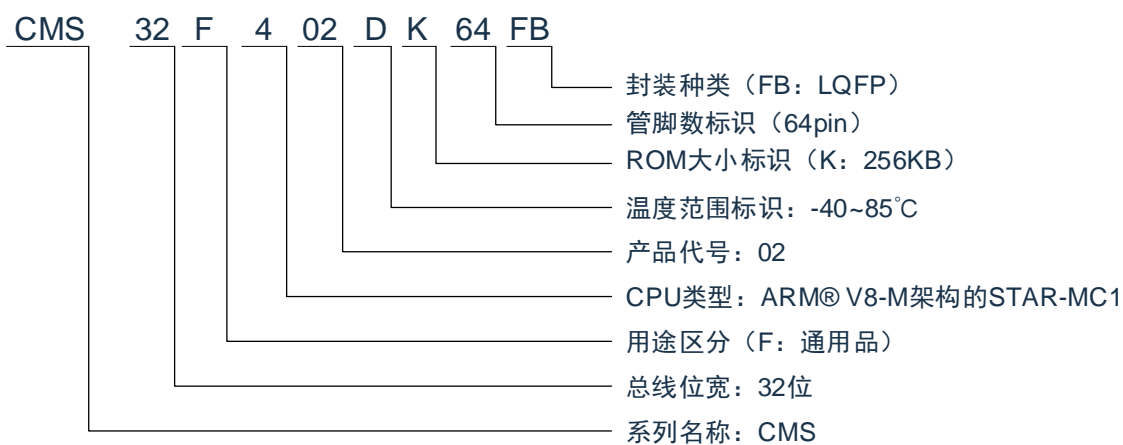 CMS 32 F 4 02 D K 64 FB
封装种类（FB：LQFP）
管脚数标识（64pin）
ROM大小标识（K：256KB）
温度范围标识：-40~85℃
产品代号：02
CPU类型：ARM® V8-M架构的STAR-MC1
用途区分（F：通用品）
总线位宽：32位
系列名称：CMS